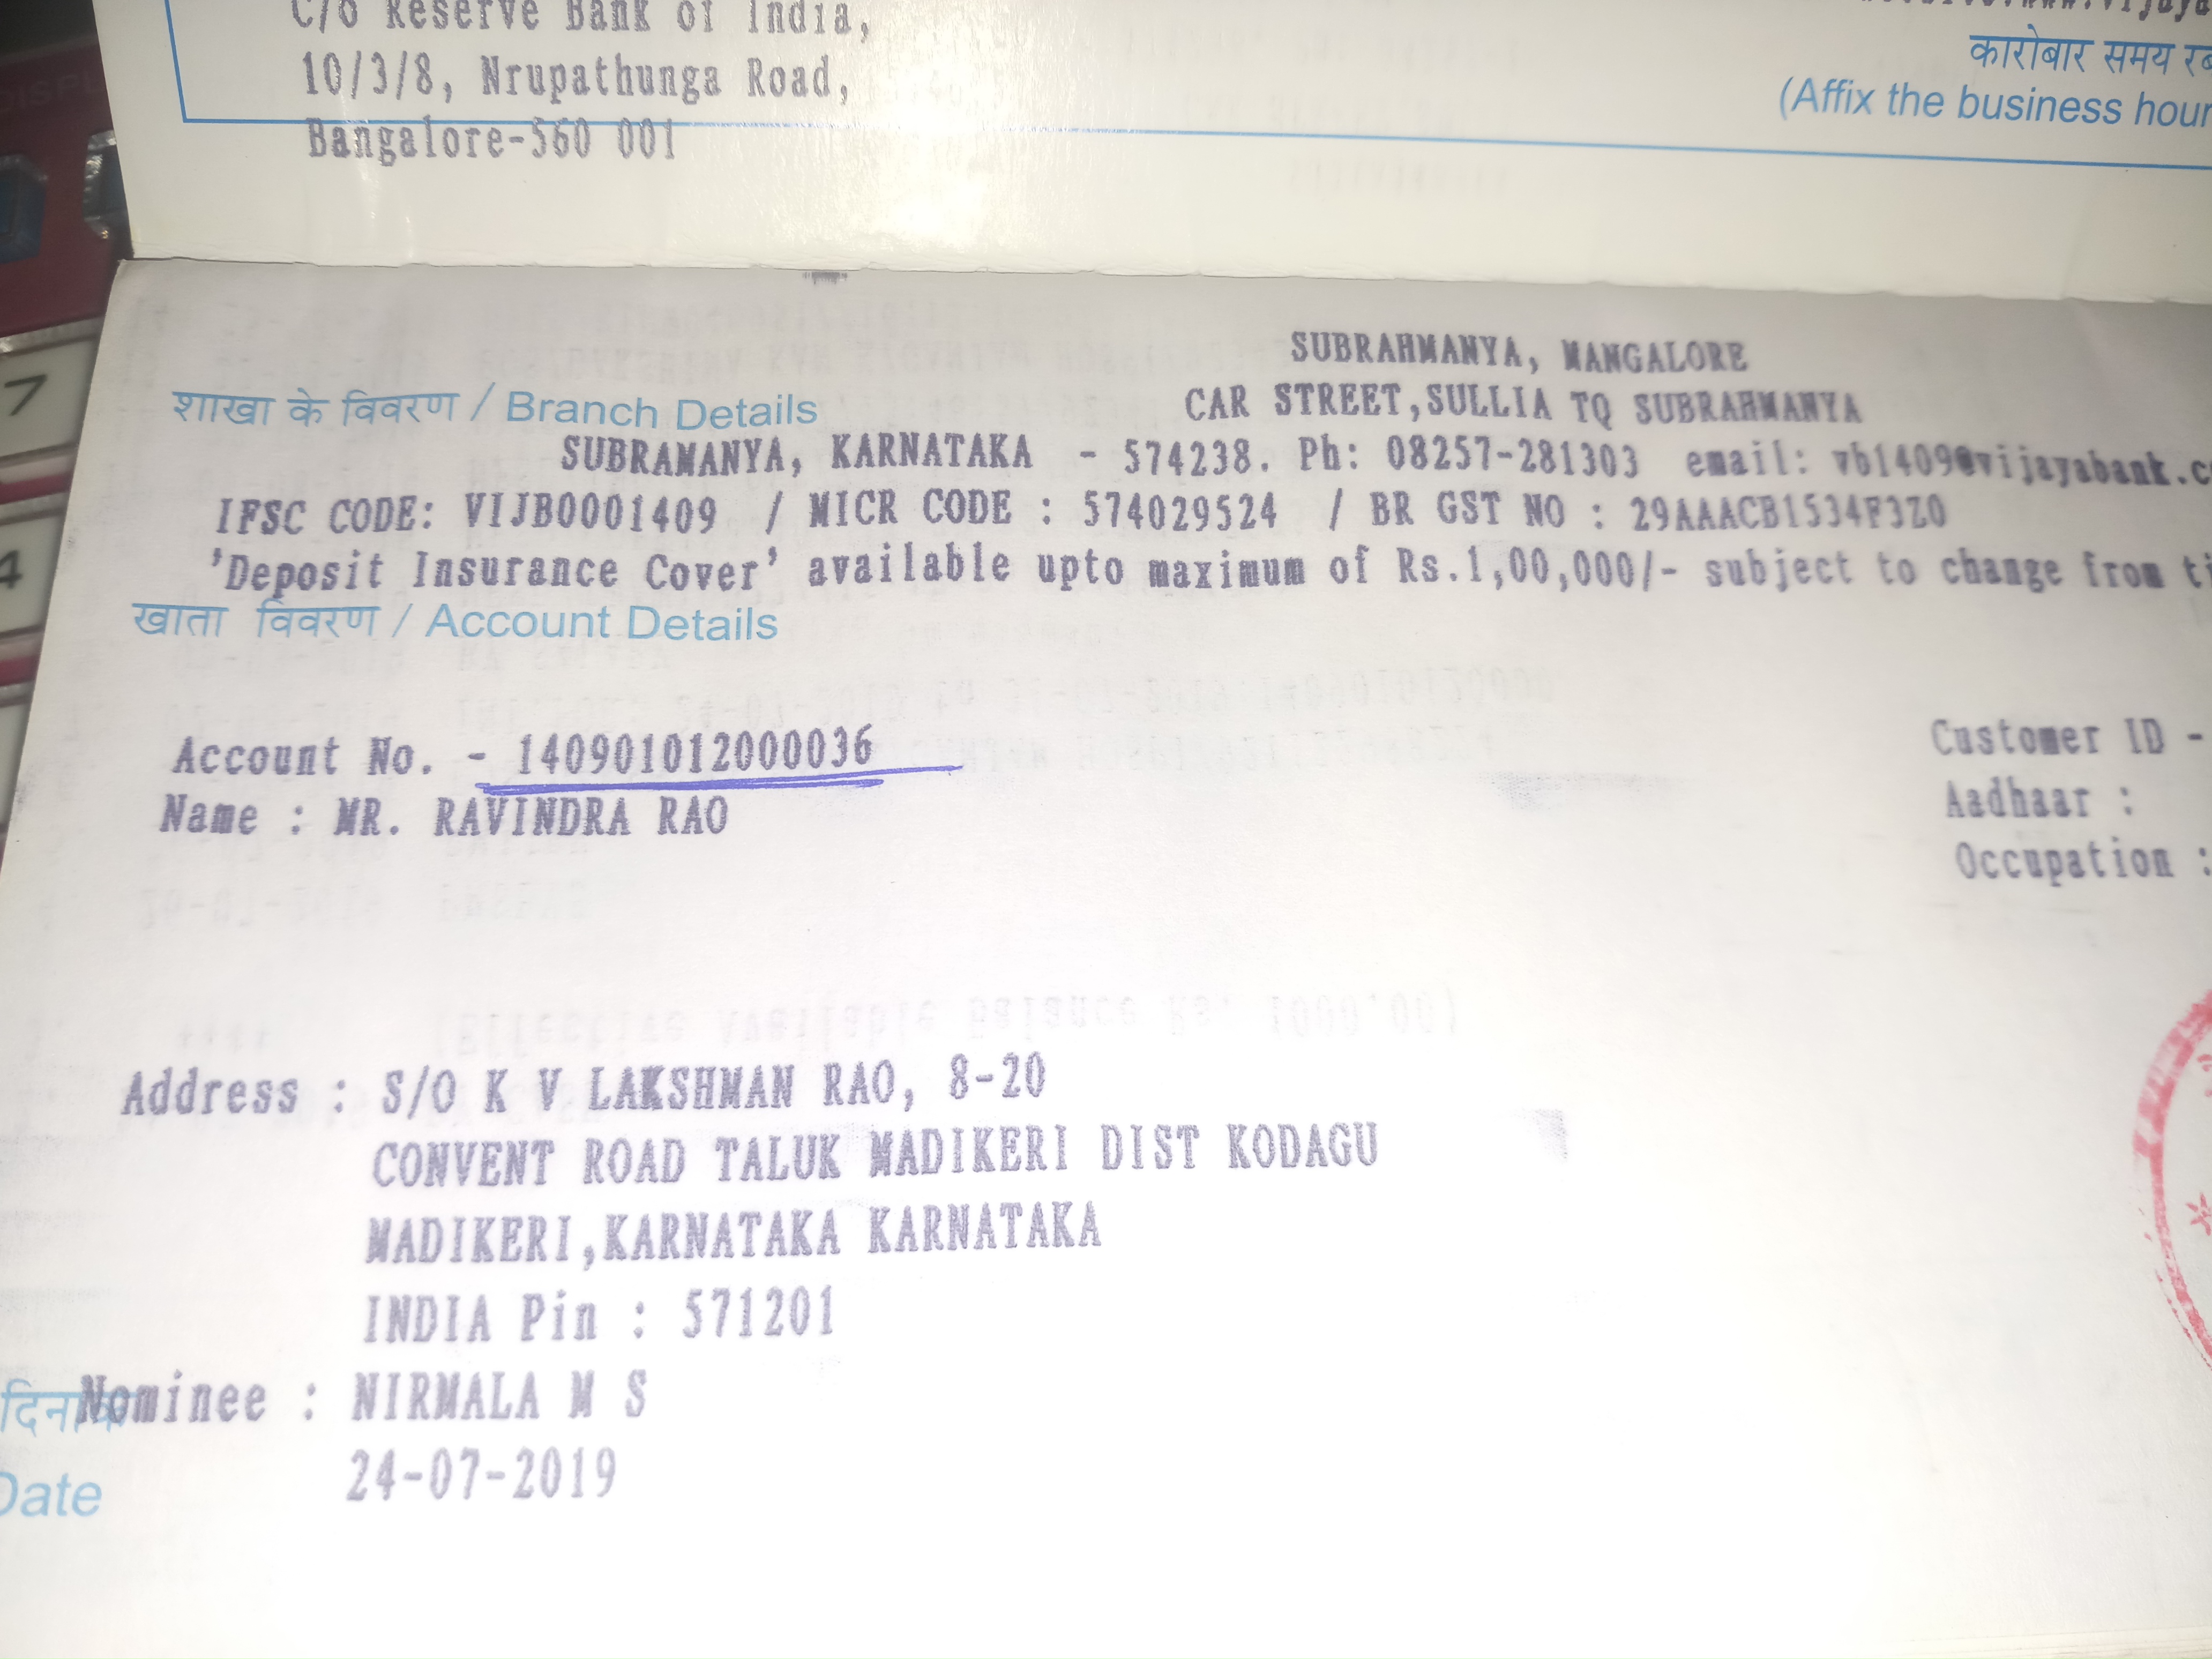 C/o Reserve Bank of India,
10/3/8, Nrupathunga Road,
Bangalore-560 001
कारोबार समय
(Affix the business hour
SUBRAHMANYA, MANGALORE
शाखा के विवरण / Branch Details
CAR STREET,SULLIA TQ SUBRAHMANYA
SUBRAMANYA, KARNATAKA - 574238. Ph: 08257-281303 email: vb1409@vijayabank.c
IFSC CODE: VIJB0001409 / MICR CODE : 574029524 / BR GST NO : 29AAACB1534F3Z0
'Deposit Insurance Cover' available upto maximum of Rs.1,00,000/- subject to change from ti
खाता विवरण / Account Details
Account No. - 140901012000036
Customer ID -
Name : MR. RAVINDRA RAO
Aadhaar :
Occupation :
Address : S/O K V LAKSHMAN RAO, 8-20
CONVENT ROAD TALUK MADIKERI DIST KODAGU
MADIKERI,KARNATAKA KARNATAKA
INDIA Pin : 571201
दिनांक
Nominee : NIRMALA M S
24-07-2019
Date
7
4